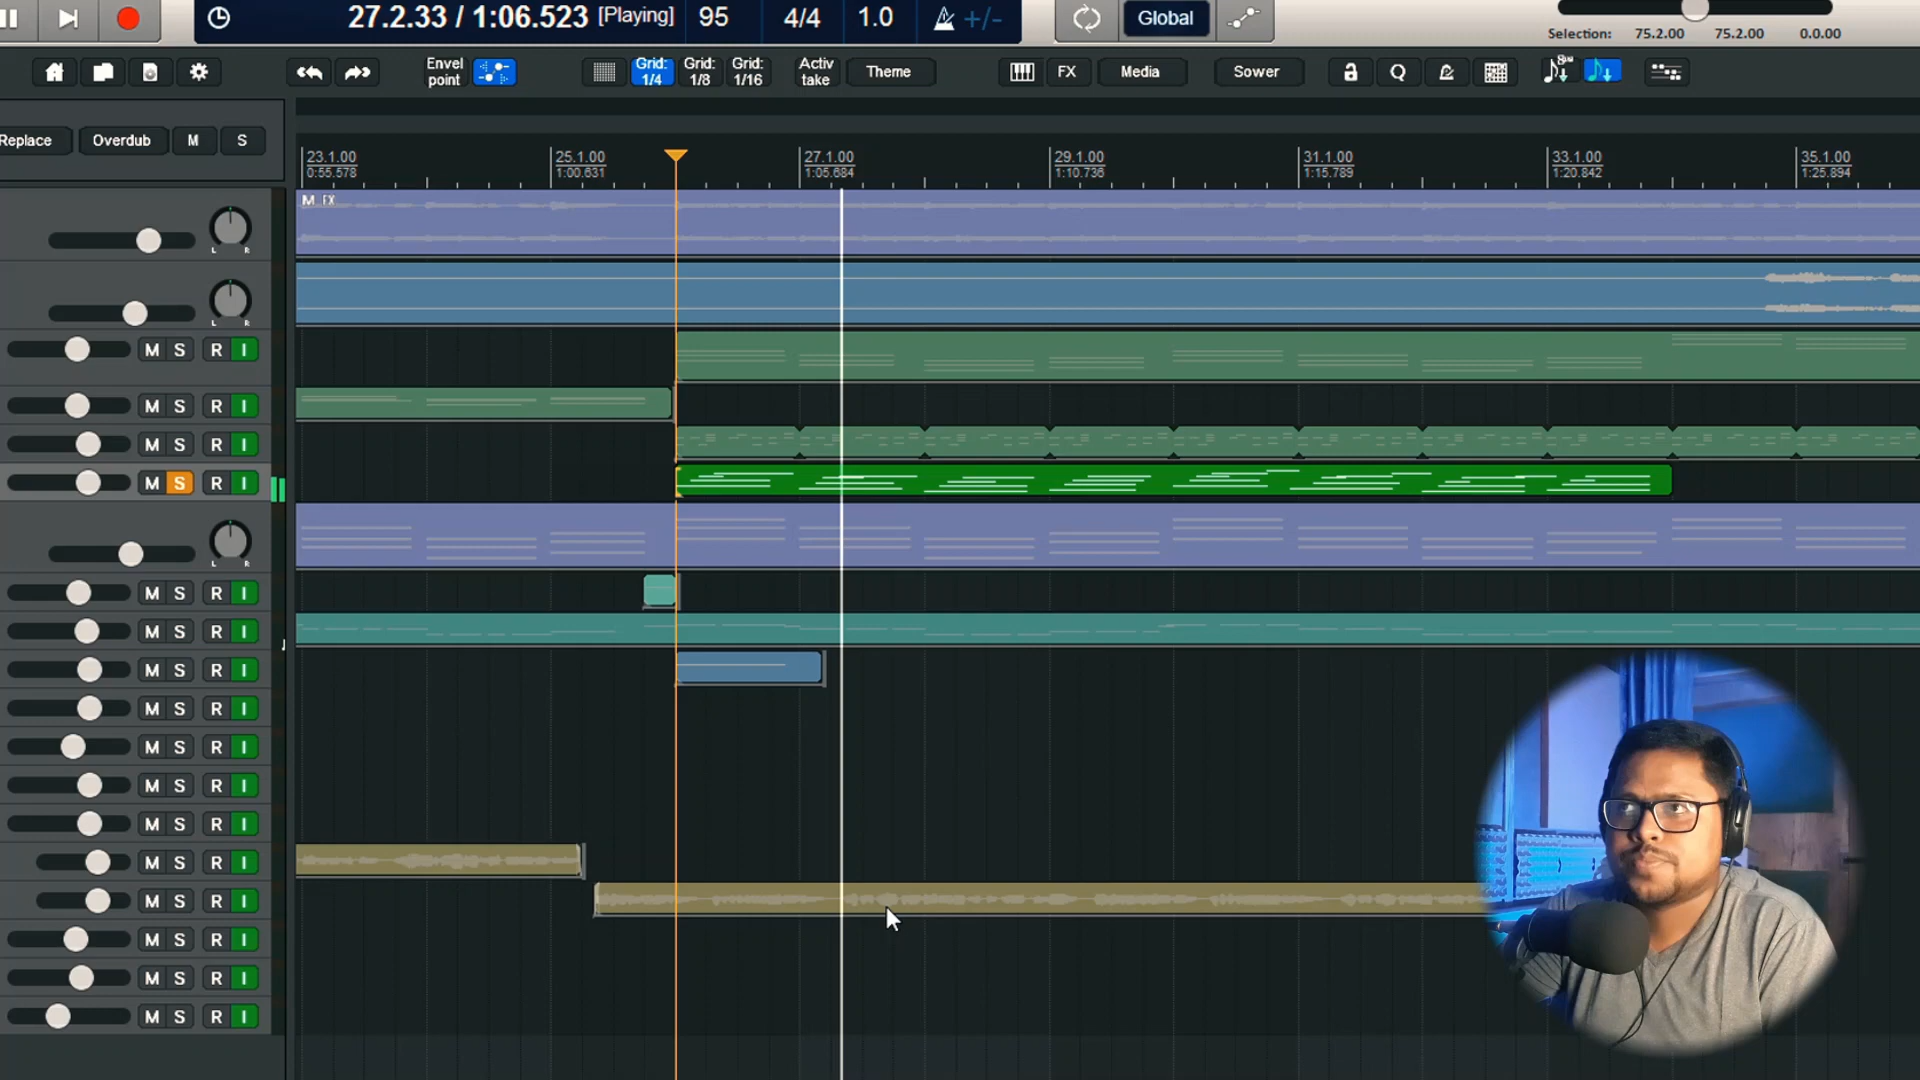 27.2.33 / 1:06.523 [Playing] 95 4/4 1.0 +/- Global
Selection: 75.2.00 75.2.00 0.0.00
Envel point Grid: 1/4 Grid: 1/8 Grid: 1/16 Activ take Theme FX Media Sower Q
Replace Overdub M S
23.1.00 25.1.00 27.1.00 29.1.00 31.1.00 33.1.00 35.1.00
0:55.578 1:00.631 1:05.684 1:10.736 1:15.789 1:20.842 1:25.894
M FX
L R
L R
M S R I
M S R I
M S R I
M S R I
L R
M S R I
M S R I
M S R I
M S R I
M S R I
M S R I
M S R I
M S R I
M S R I
M S R I
M S R I
M S R I